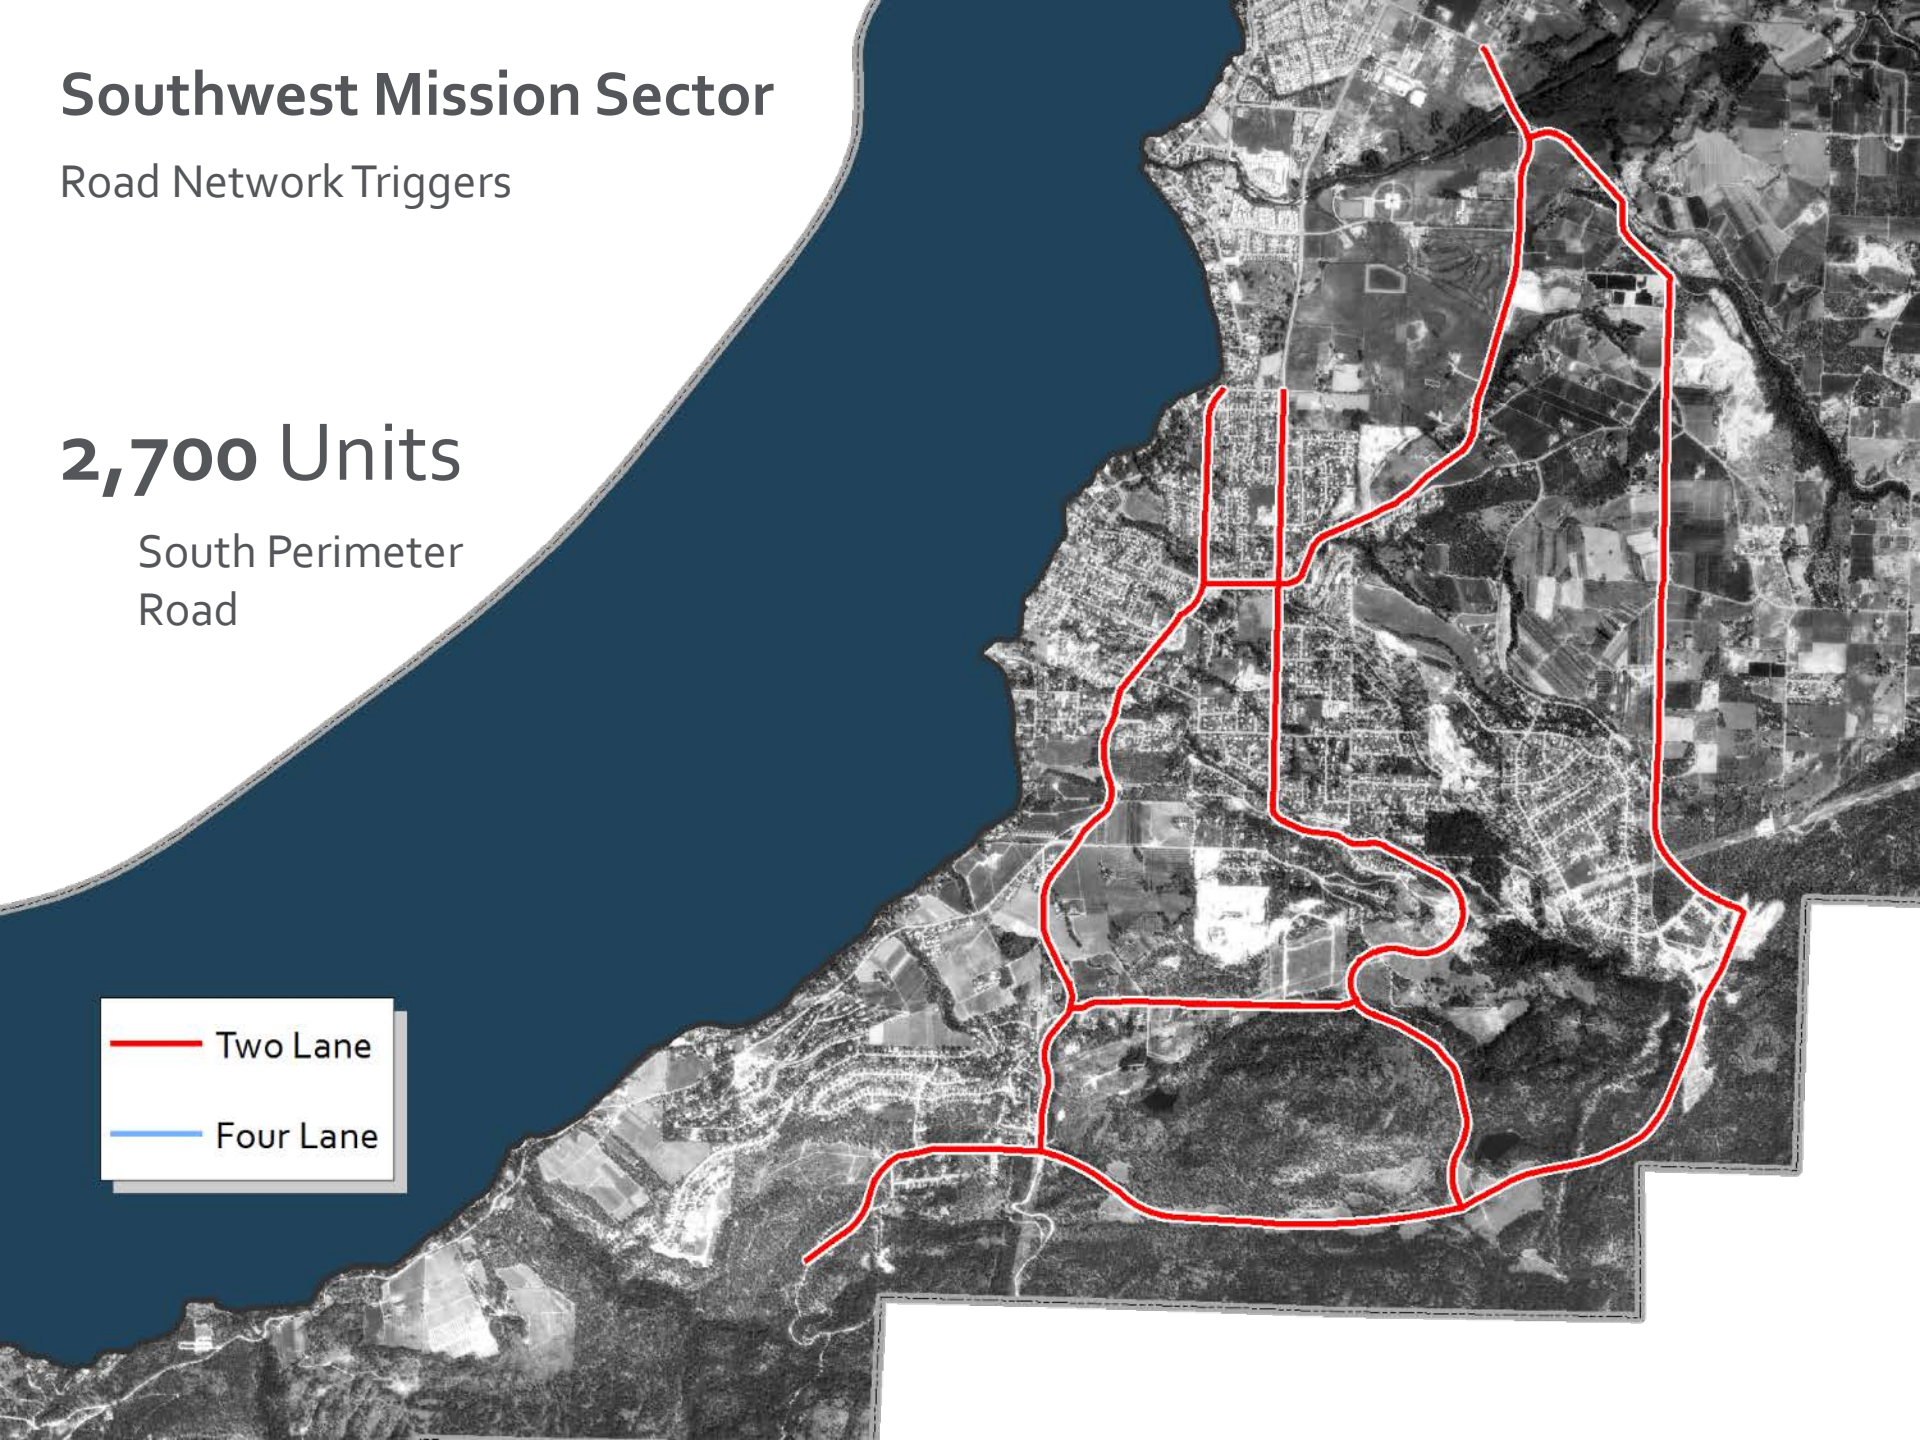 Southwest Mission Sector
Road Network Triggers
2,700 Units
South Perimeter
Road
Two Lane
Four Lane